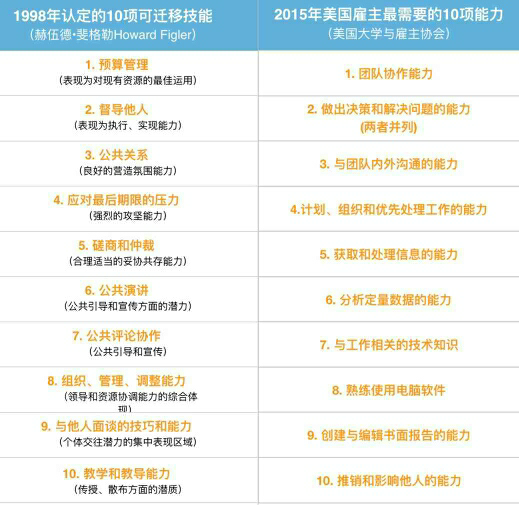 1998年认定的10项可迁移技能
(赫伍德•斐格勒Howard Figler)
2015年美国雇主最需要的10项能力
(美国大学与雇主协会)
1. 预算管理
(表现为对现有资源的最佳运用)
1. 团队协作能力
2. 督导他人
(表现为执行、实现能力)
2. 做出决策和解决问题的能力
(两者并列)
3. 公共关系
(良好的营造氛围能力)
3. 与团队内外沟通的能力
4. 应对最后期限的压力
(强烈的攻坚能力)
4.计划、组织和优先处理工作的能力
5. 磋商和仲裁
(合理适当的妥协共存能力)
5. 获取和处理信息的能力
6. 公共演讲
(公共引导和宣传方面的潜力)
6. 分析定量数据的能力
7. 公共评论协作
(公共引导和宣传)
7. 与工作相关的技术知识
8. 组织、管理、调整能力
(领导和资源协调能力的综合体
现)
8. 熟练使用电脑软件
9. 与他人面谈的技巧和能力
(个体交往潜力的集中表现区域)
9. 创建与编辑书面报告的能力
10. 教学和教导能力
(传授、散布方面的潜质)
10. 推销和影响他人的能力